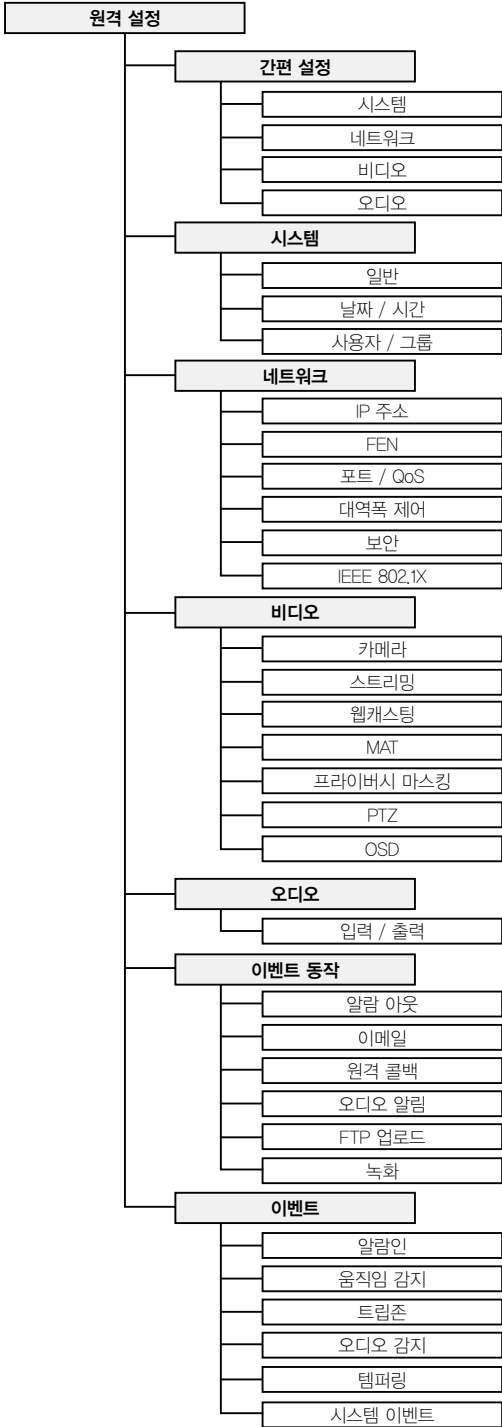 원격 설정
간편 설정
시스템
네트워크
비디오
오디오
시스템
일반
날짜 / 시간
사용자 / 그룹
네트워크
IP 주소
FEN
포트 / QoS
대역폭 제어
보안
IEEE 802.1X
비디오
카메라
스트리밍
웹캐스팅
MAT
프라이버시 마스킹
PTZ
OSD
오디오
입력 / 출력
이벤트 동작
알람 아웃
이메일
원격 콜백
오디오 알림
FTP 업로드
녹화
이벤트
알람인
움직임 감지
트립존
오디오 감지
템퍼링
시스템 이벤트